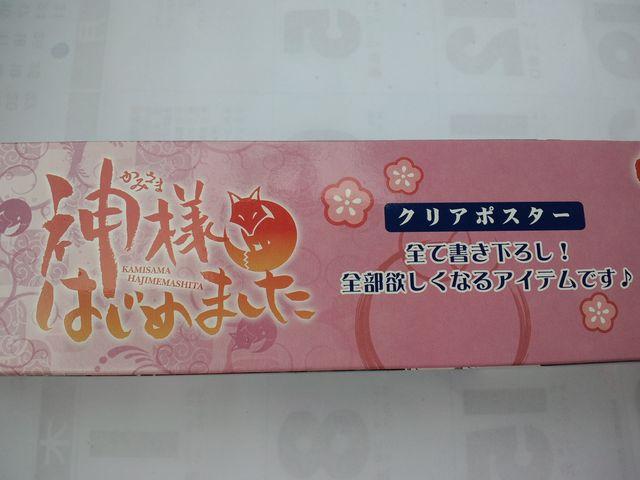 かみさま
神様
KAMISAMA
HAJIMEMASHITA
はじめました
クリアポスター
全て書き下ろし!
全部欲しくなるアイテムです♪